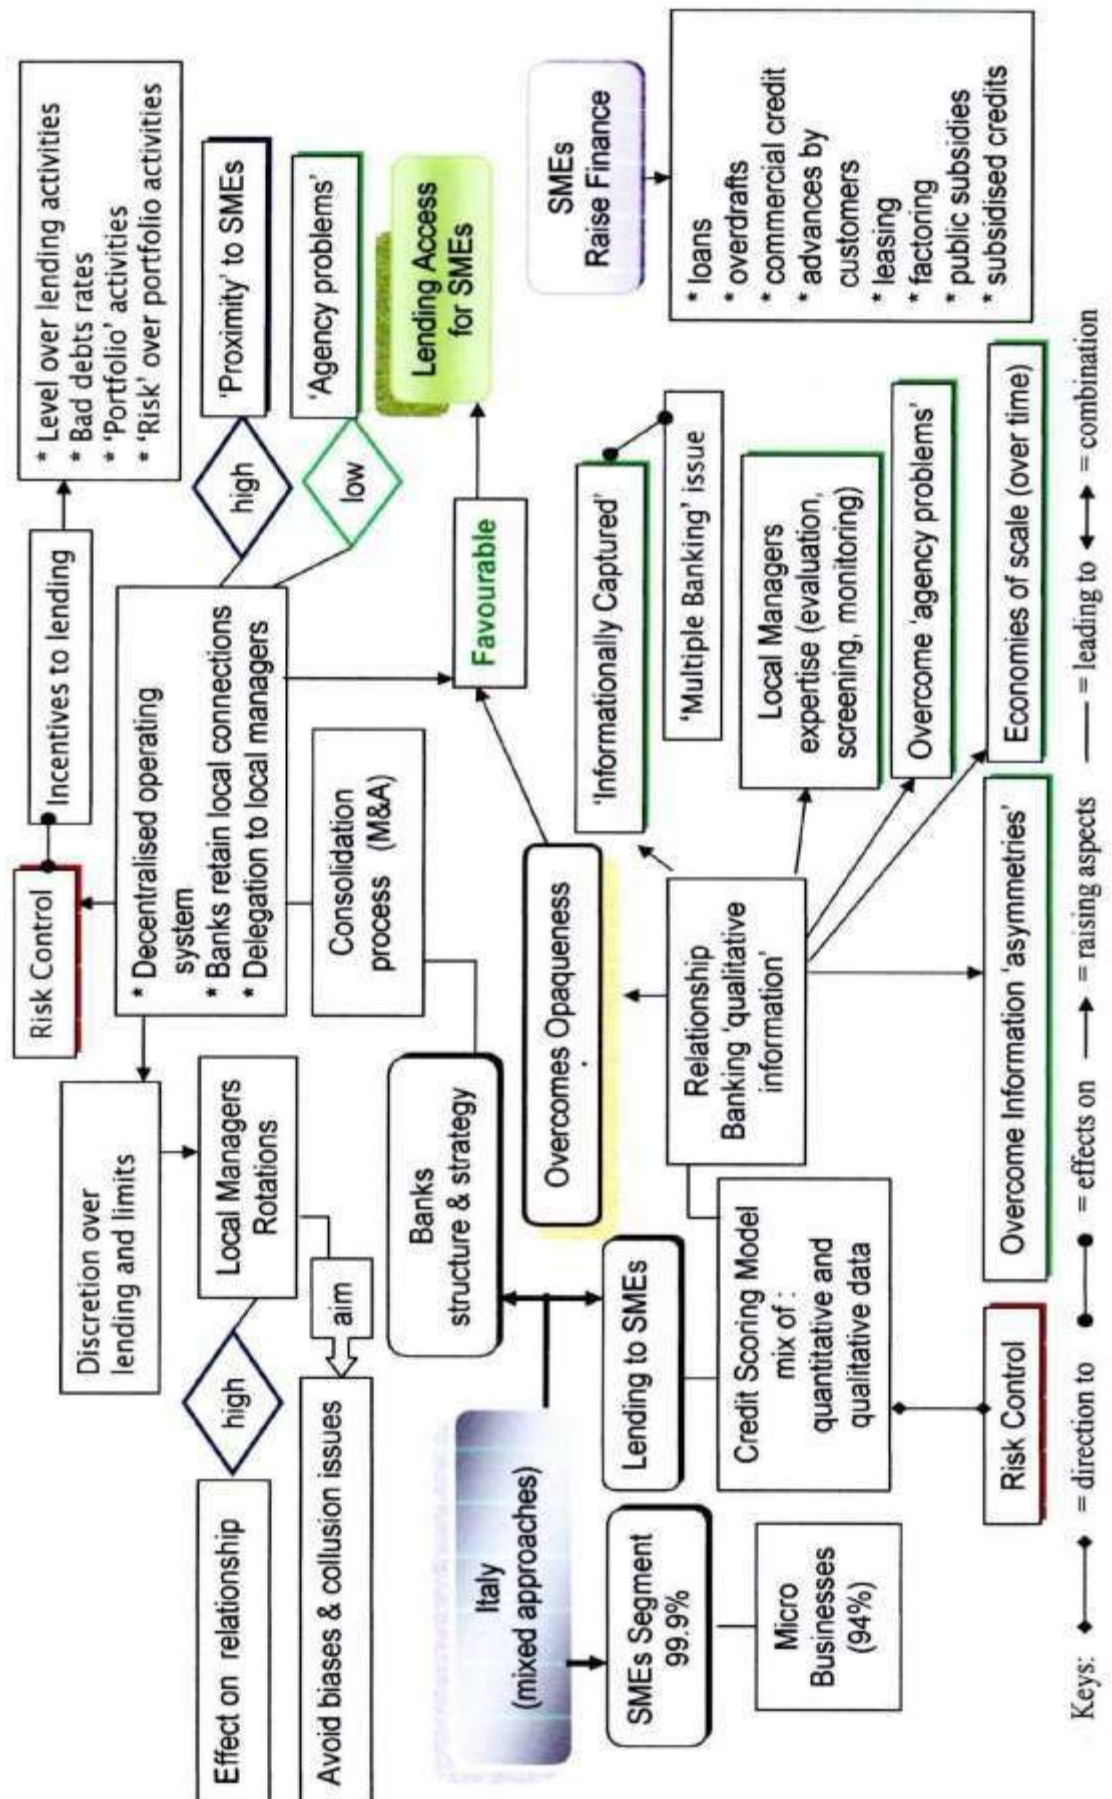 Effect on relationship
high
Local Managers
Rotations
Discretion over
lending and limits
Risk Control
Incentives to lending
* Level over lending activities
* Bad debts rates
* 'Portfolio' activities
* 'Risk' over portfolio activities
Avoid biases & collusion issues
aim
* Decentralised operating
system
* Banks retain local connections
* Delegation to local managers
high
'Proximity' to SMEs
low
'Agency problems'
Consolidation
process (M&A)
Banks
structure & strategy
Favourable
Lending Access
for SMEs
Italy
(mixed approaches)
Overcomes Opaqueness
SMEs
Raise Finance
* loans
* overdrafts
* commercial credit
* advances by
customers
* leasing
* factoring
* public subsidies
* subsidised credits
SMEs Segment
99.9%
Lending to SMEs
Micro
Businesses
(94%)
Credit Scoring Model
mix of :
quantitative and
qualitative data
Relationship
Banking 'qualitative
information'
'Informationally Captured'
'Multiple Banking' issue
Local Managers
expertise (evaluation,
screening, monitoring)
Overcome 'agency problems'
Risk Control
Overcome Information 'asymmetries'
Economies of scale (over time)
Keys: = direction to = effects on = raising aspects = leading to = combination